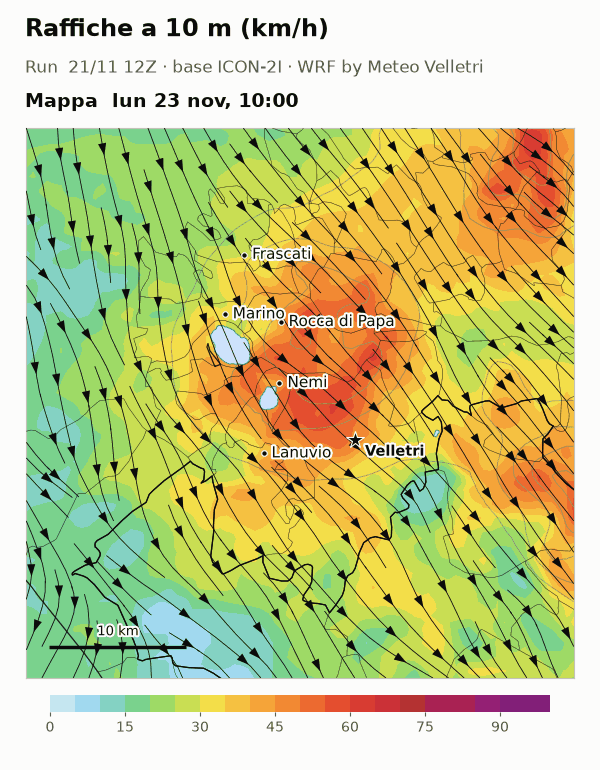 Raffiche a 10 m (km/h)
Run  21/11 12Z · base ICON-2I · WRF by Meteo Velletri
Mappa  lun 23 nov, 10:00
Frascati
Marino
Rocca di Papa
Nemi
Velletri
Lanuvio
10 km
0 15 30 45 60 75 90